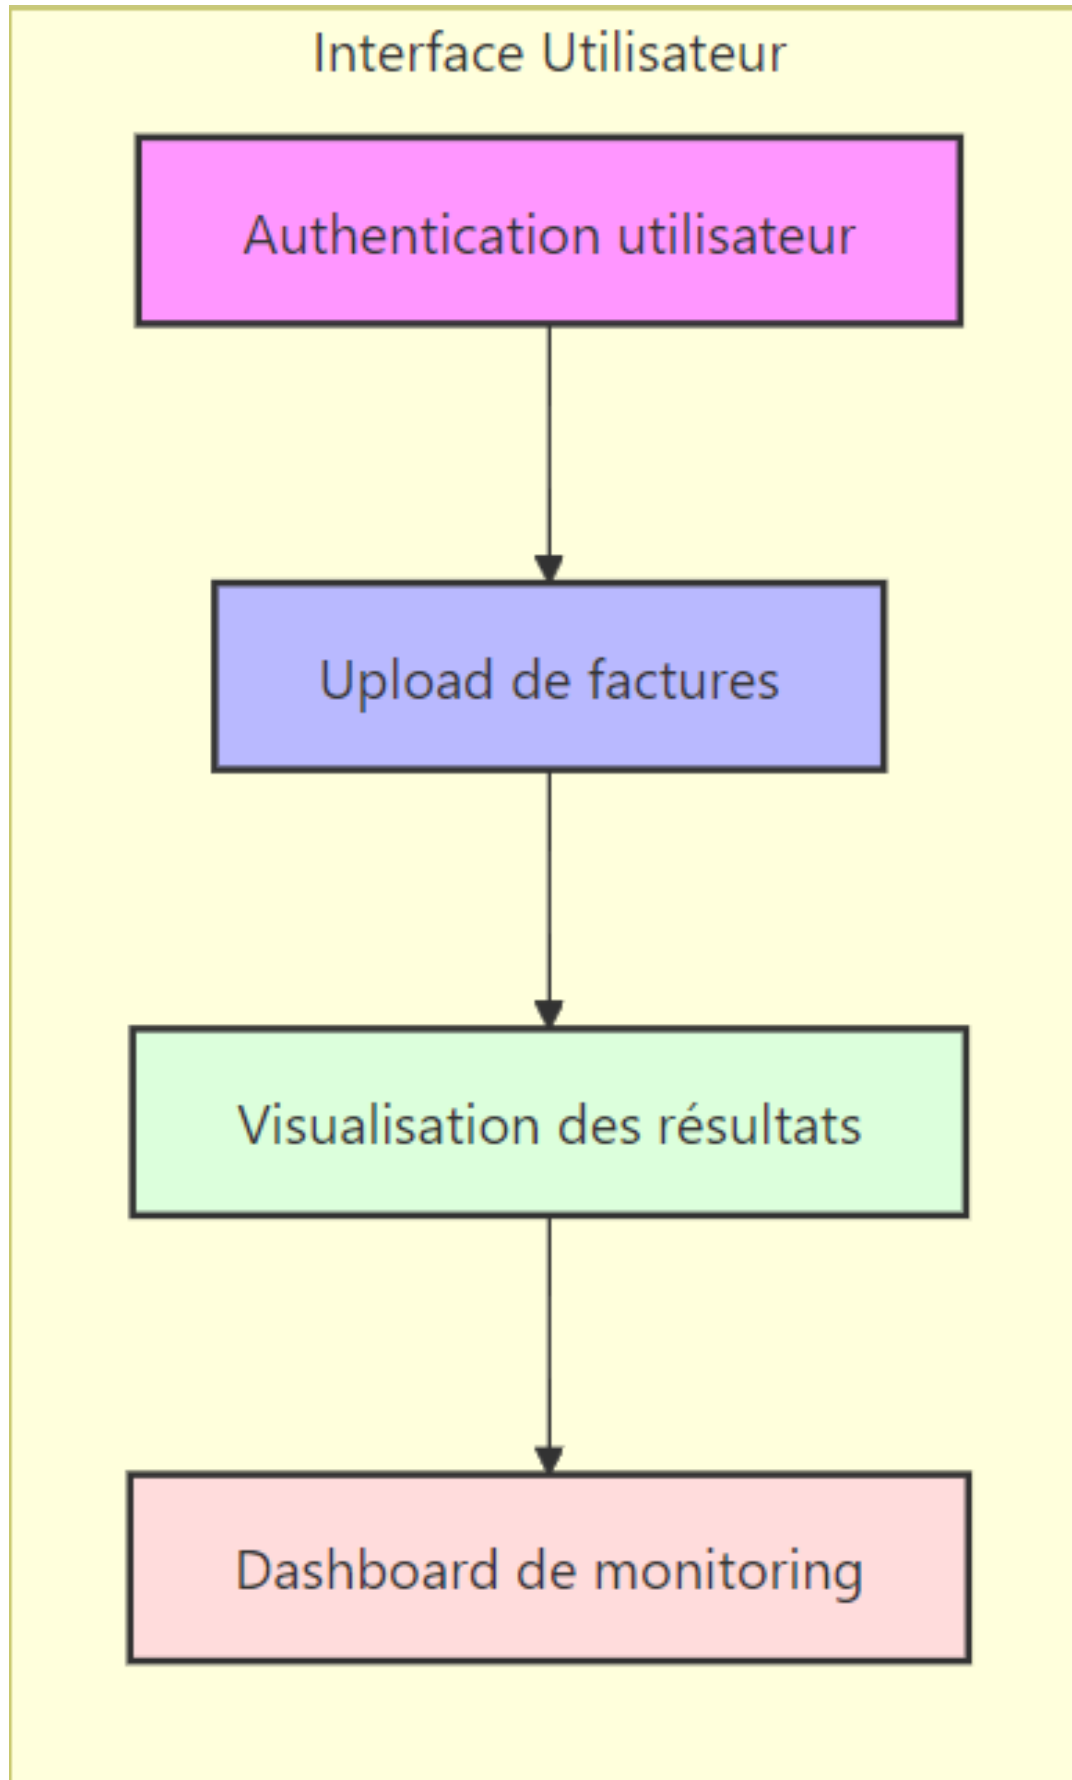 Interface Utilisateur
Authentication utilisateur
Upload de factures
Visualisation des résultats
Dashboard de monitoring